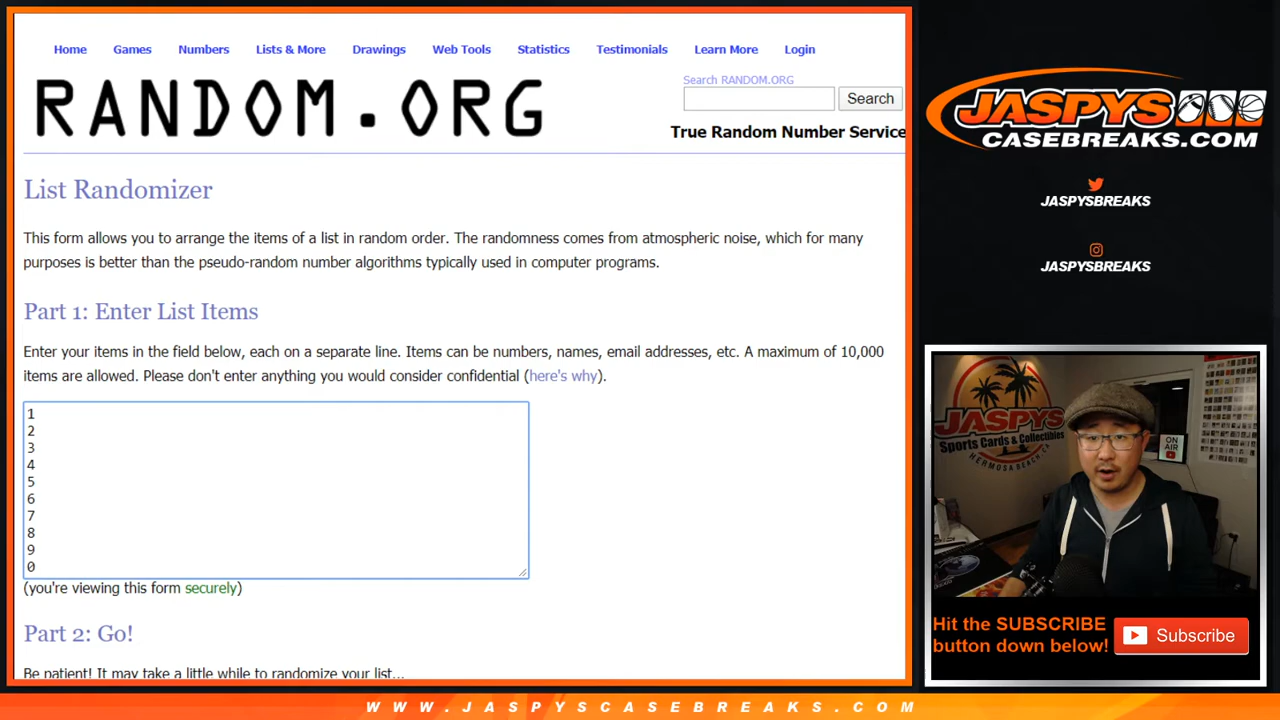 Home Games Numbers Lists & More Drawings Web Tools Statistics Testimonials Learn More Login
RANDOM.ORG
Search RANDOM.ORG
Search
True Random Number Service
List Randomizer
This form allows you to arrange the items of a list in random order. The randomness comes from atmospheric noise, which for many
purposes is better than the pseudo-random number algorithms typically used in computer programs.
Part 1: Enter List Items
Enter your items in the field below, each on a separate line. Items can be numbers, names, email addresses, etc. A maximum of 10,000
items are allowed. Please don't enter anything you would consider confidential (here's why).
1
2
3
4
5
6
7
8
9
0
(you're viewing this form securely)
Part 2: Go!
Be patient! It may take a little while to randomize your list...
JASPYS
CASEBREAKS.COM
JASPYSBREAKS
JASPYSBREAKS
JASPYS
Sports Cards & Collectibles
HERMOSA BEACH, CA
ON
AIR
Hit the SUBSCRIBE
button down below!
Subscribe
WWW.JASPYSCASEBREAKS.COM